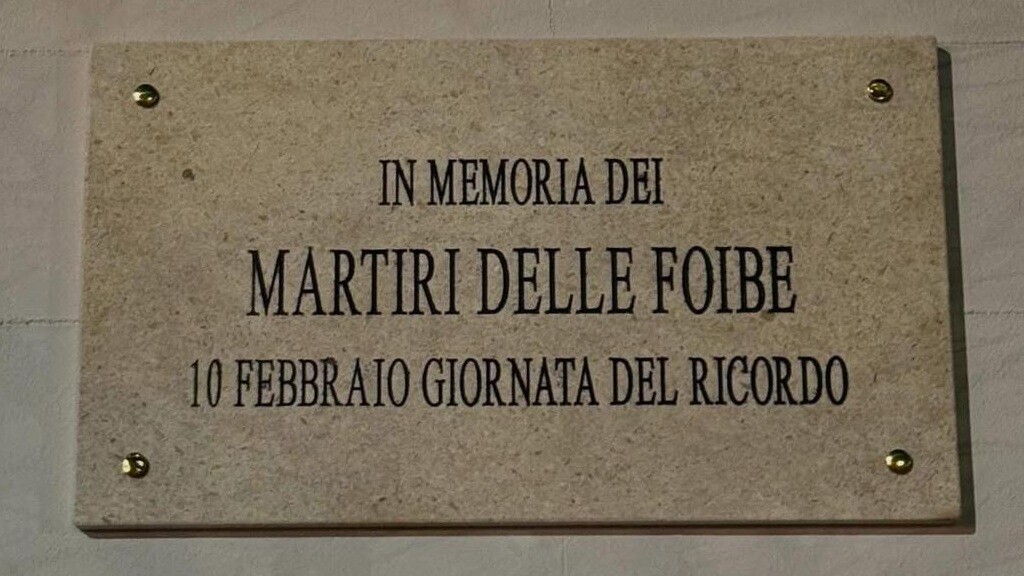 IN MEMORIA DEI
MARTIRI DELLE FOIBE
10 FEBBRAIO GIORNATA DEL RICORDO